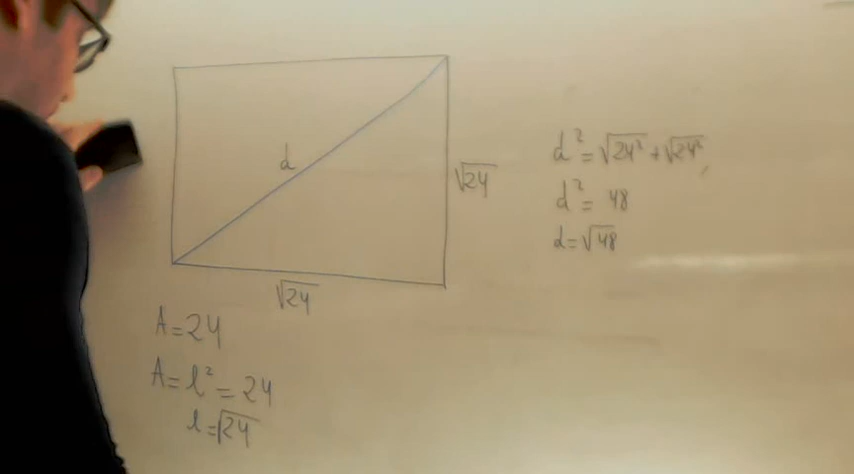 d
√24
√24
A=24
A=l²=24
l=√24
d²=√24²+√24²
d²=48
d=√48